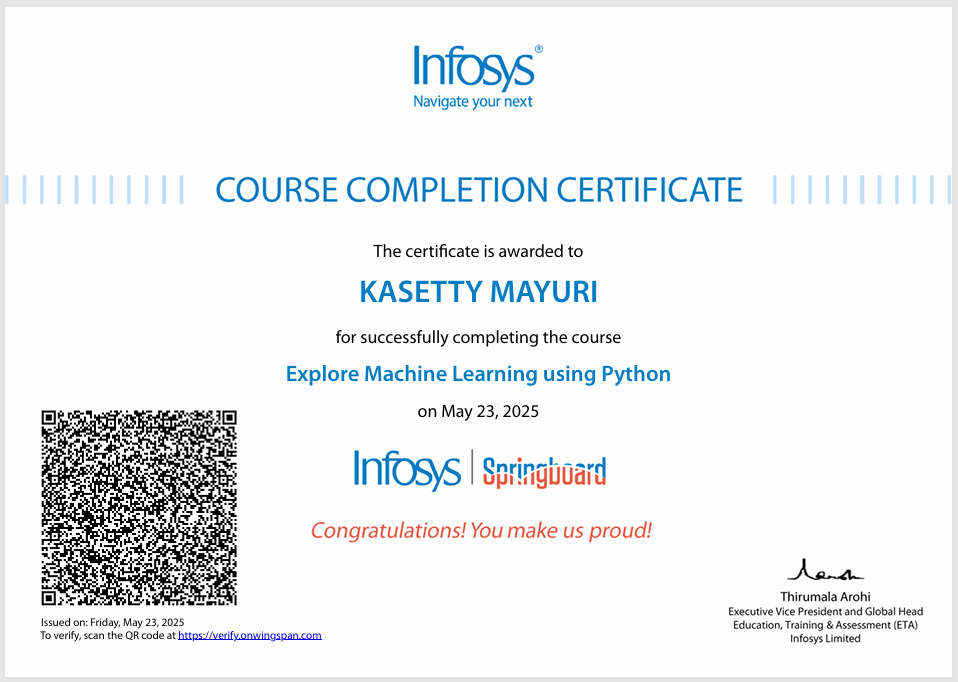 Infosys®
Navigate your next
COURSE COMPLETION CERTIFICATE
The certificate is awarded to
KASETTY MAYURI
for successfully completing the course
Explore Machine Learning using Python
on May 23, 2025
Infosys | Springboard
Congratulations! You make us proud!
Issued on: Friday, May 23, 2025
To verify, scan the QR code at https://verify.onwingspan.com
Thirumala Arohi
Executive Vice President and Global Head
Education, Training & Assessment (ETA)
Infosys Limited